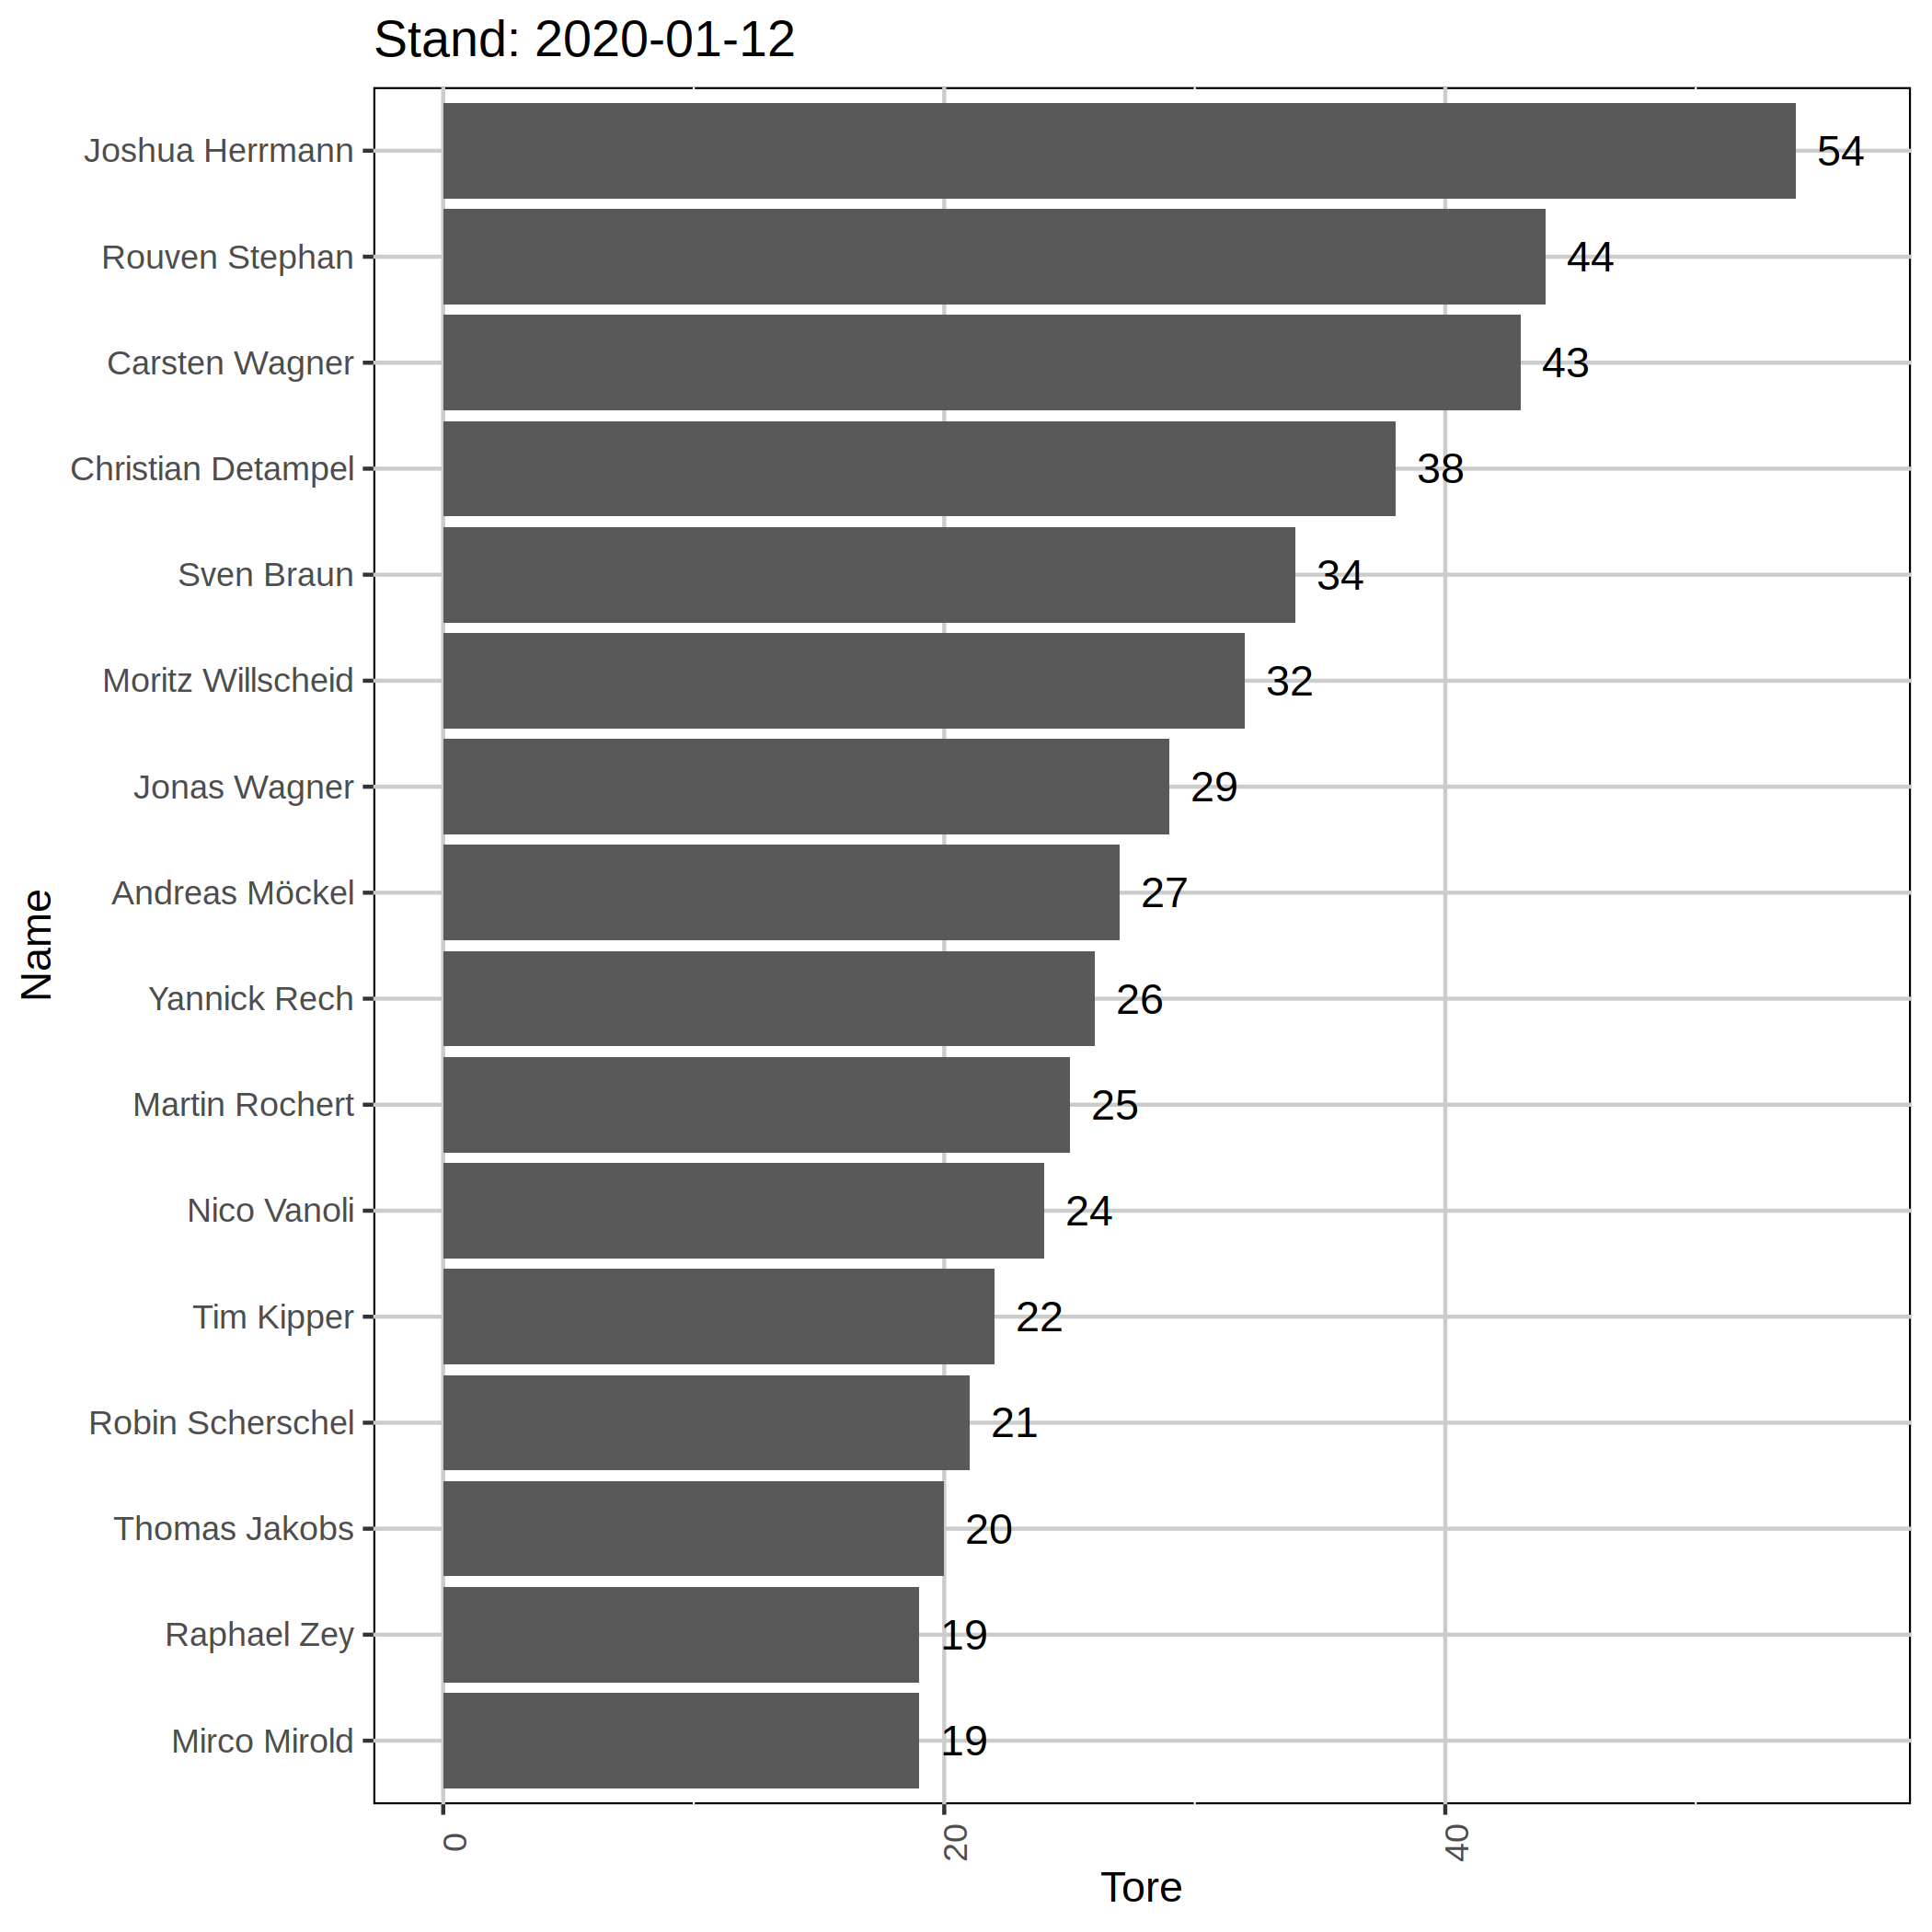 Stand: 2020-01-12
Joshua Herrmann 54
Rouven Stephan 44
Carsten Wagner 43
Christian Detampel 38
Sven Braun 34
Moritz Willscheid 32
Jonas Wagner 29
Andreas Möckel 27
Yannick Rech 26
Martin Rochert 25
Nico Vanoli 24
Tim Kipper 22
Robin Scherschel 21
Thomas Jakobs 20
Raphael Zey 19
Mirco Mirold 19
Name
0 20 40
Tore